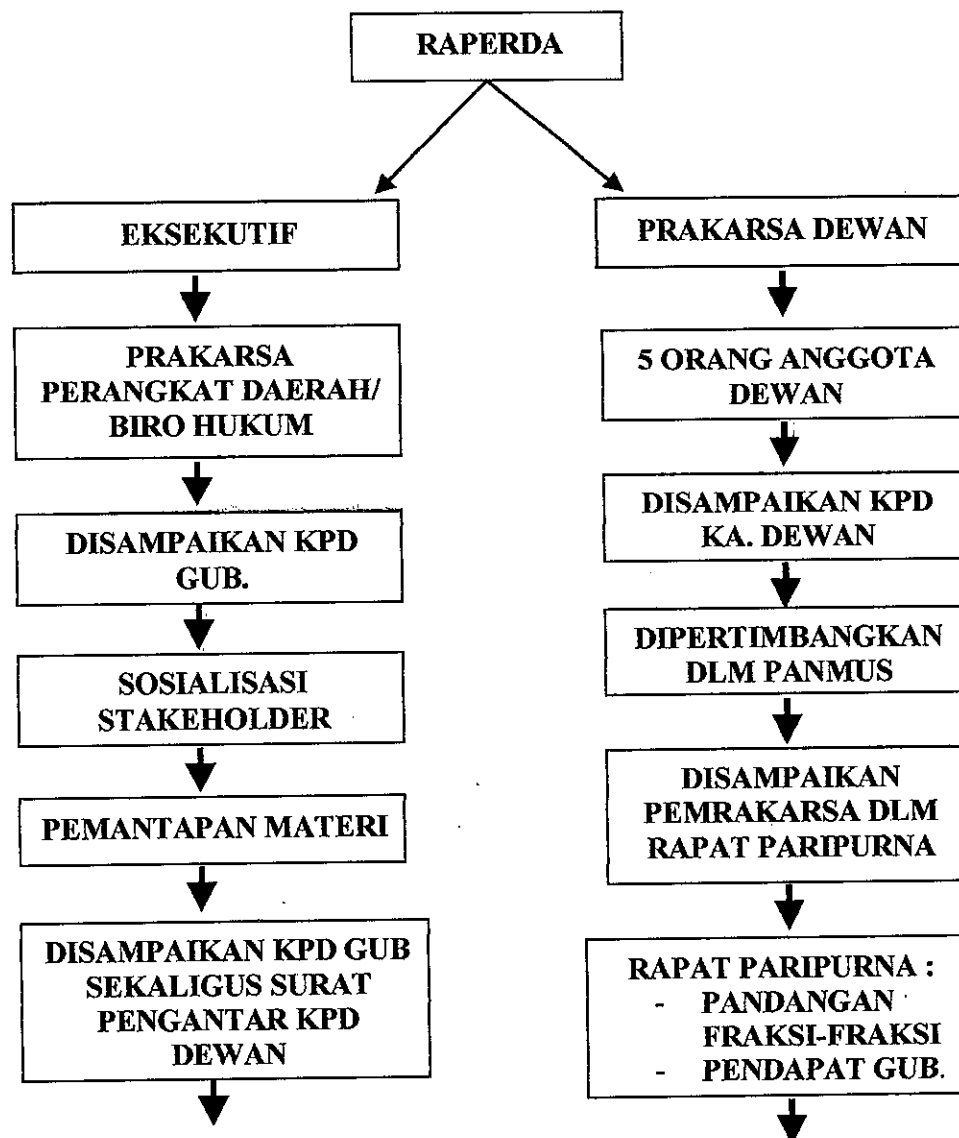 RAPERDA
EKSEKUTIF
PRAKARSA
PERANGKAT DAERAH/
BIRO HUKUM
DISAMPAIKAN KPD
GUB.
SOSIALISASI
STAKEHOLDER
PEMANTAPAN MATERI
DISAMPAIKAN KPD GUB
SEKALIGUS SURAT
PENGANTAR KPD
DEWAN
PRAKARSA DEWAN
5 ORANG ANGGOTA
DEWAN
DISAMPAIKAN KPD
KA. DEWAN
DIPERTIMBANGKAN
DLM PANMUS
DISAMPAIKAN
PEMRAKARSA DLM
RAPAT PARIPURNA
RAPAT PARIPURNA :
- PANDANGAN
FRAKSI-FRAKSI
- PENDAPAT GUB.